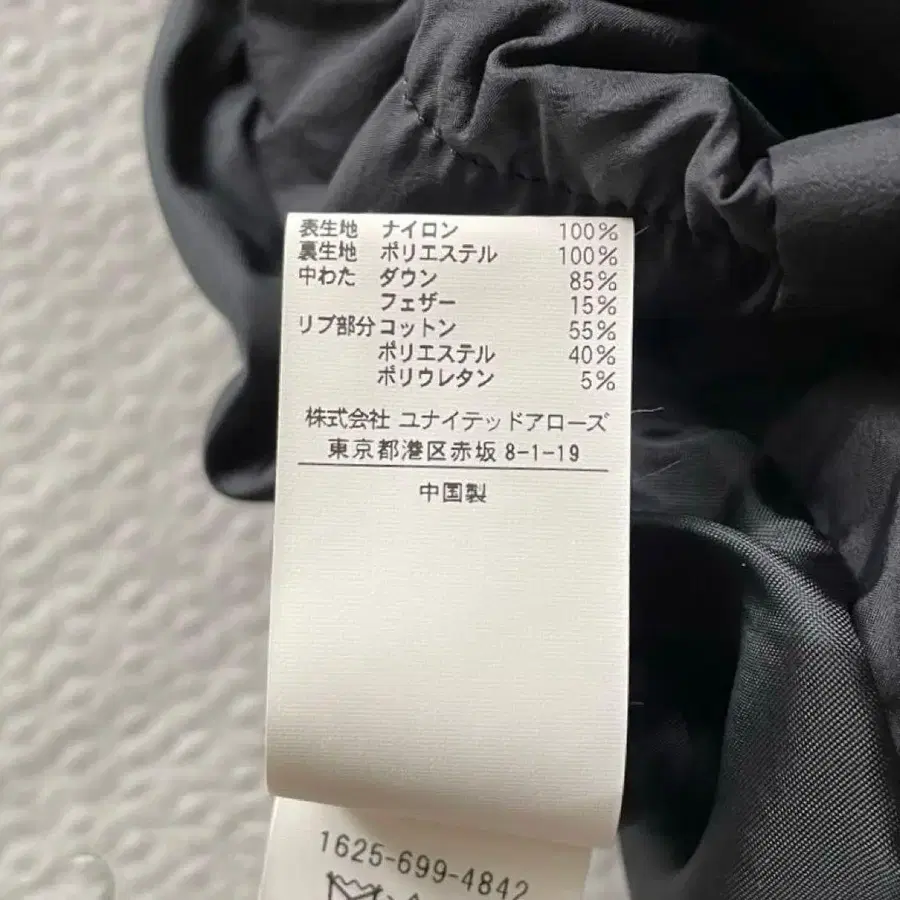 表生地 ナイロン 100%
裏生地 ポリエステル 100%
中わた ダウン 85%
フェザー 15%
リブ部分 コットン 55%
ポリエステル 40%
ポリウレタン 5%
株式会社 ユナイテッドアローズ
東京都港区赤坂 8-1-19
中国製
1625-699-4842